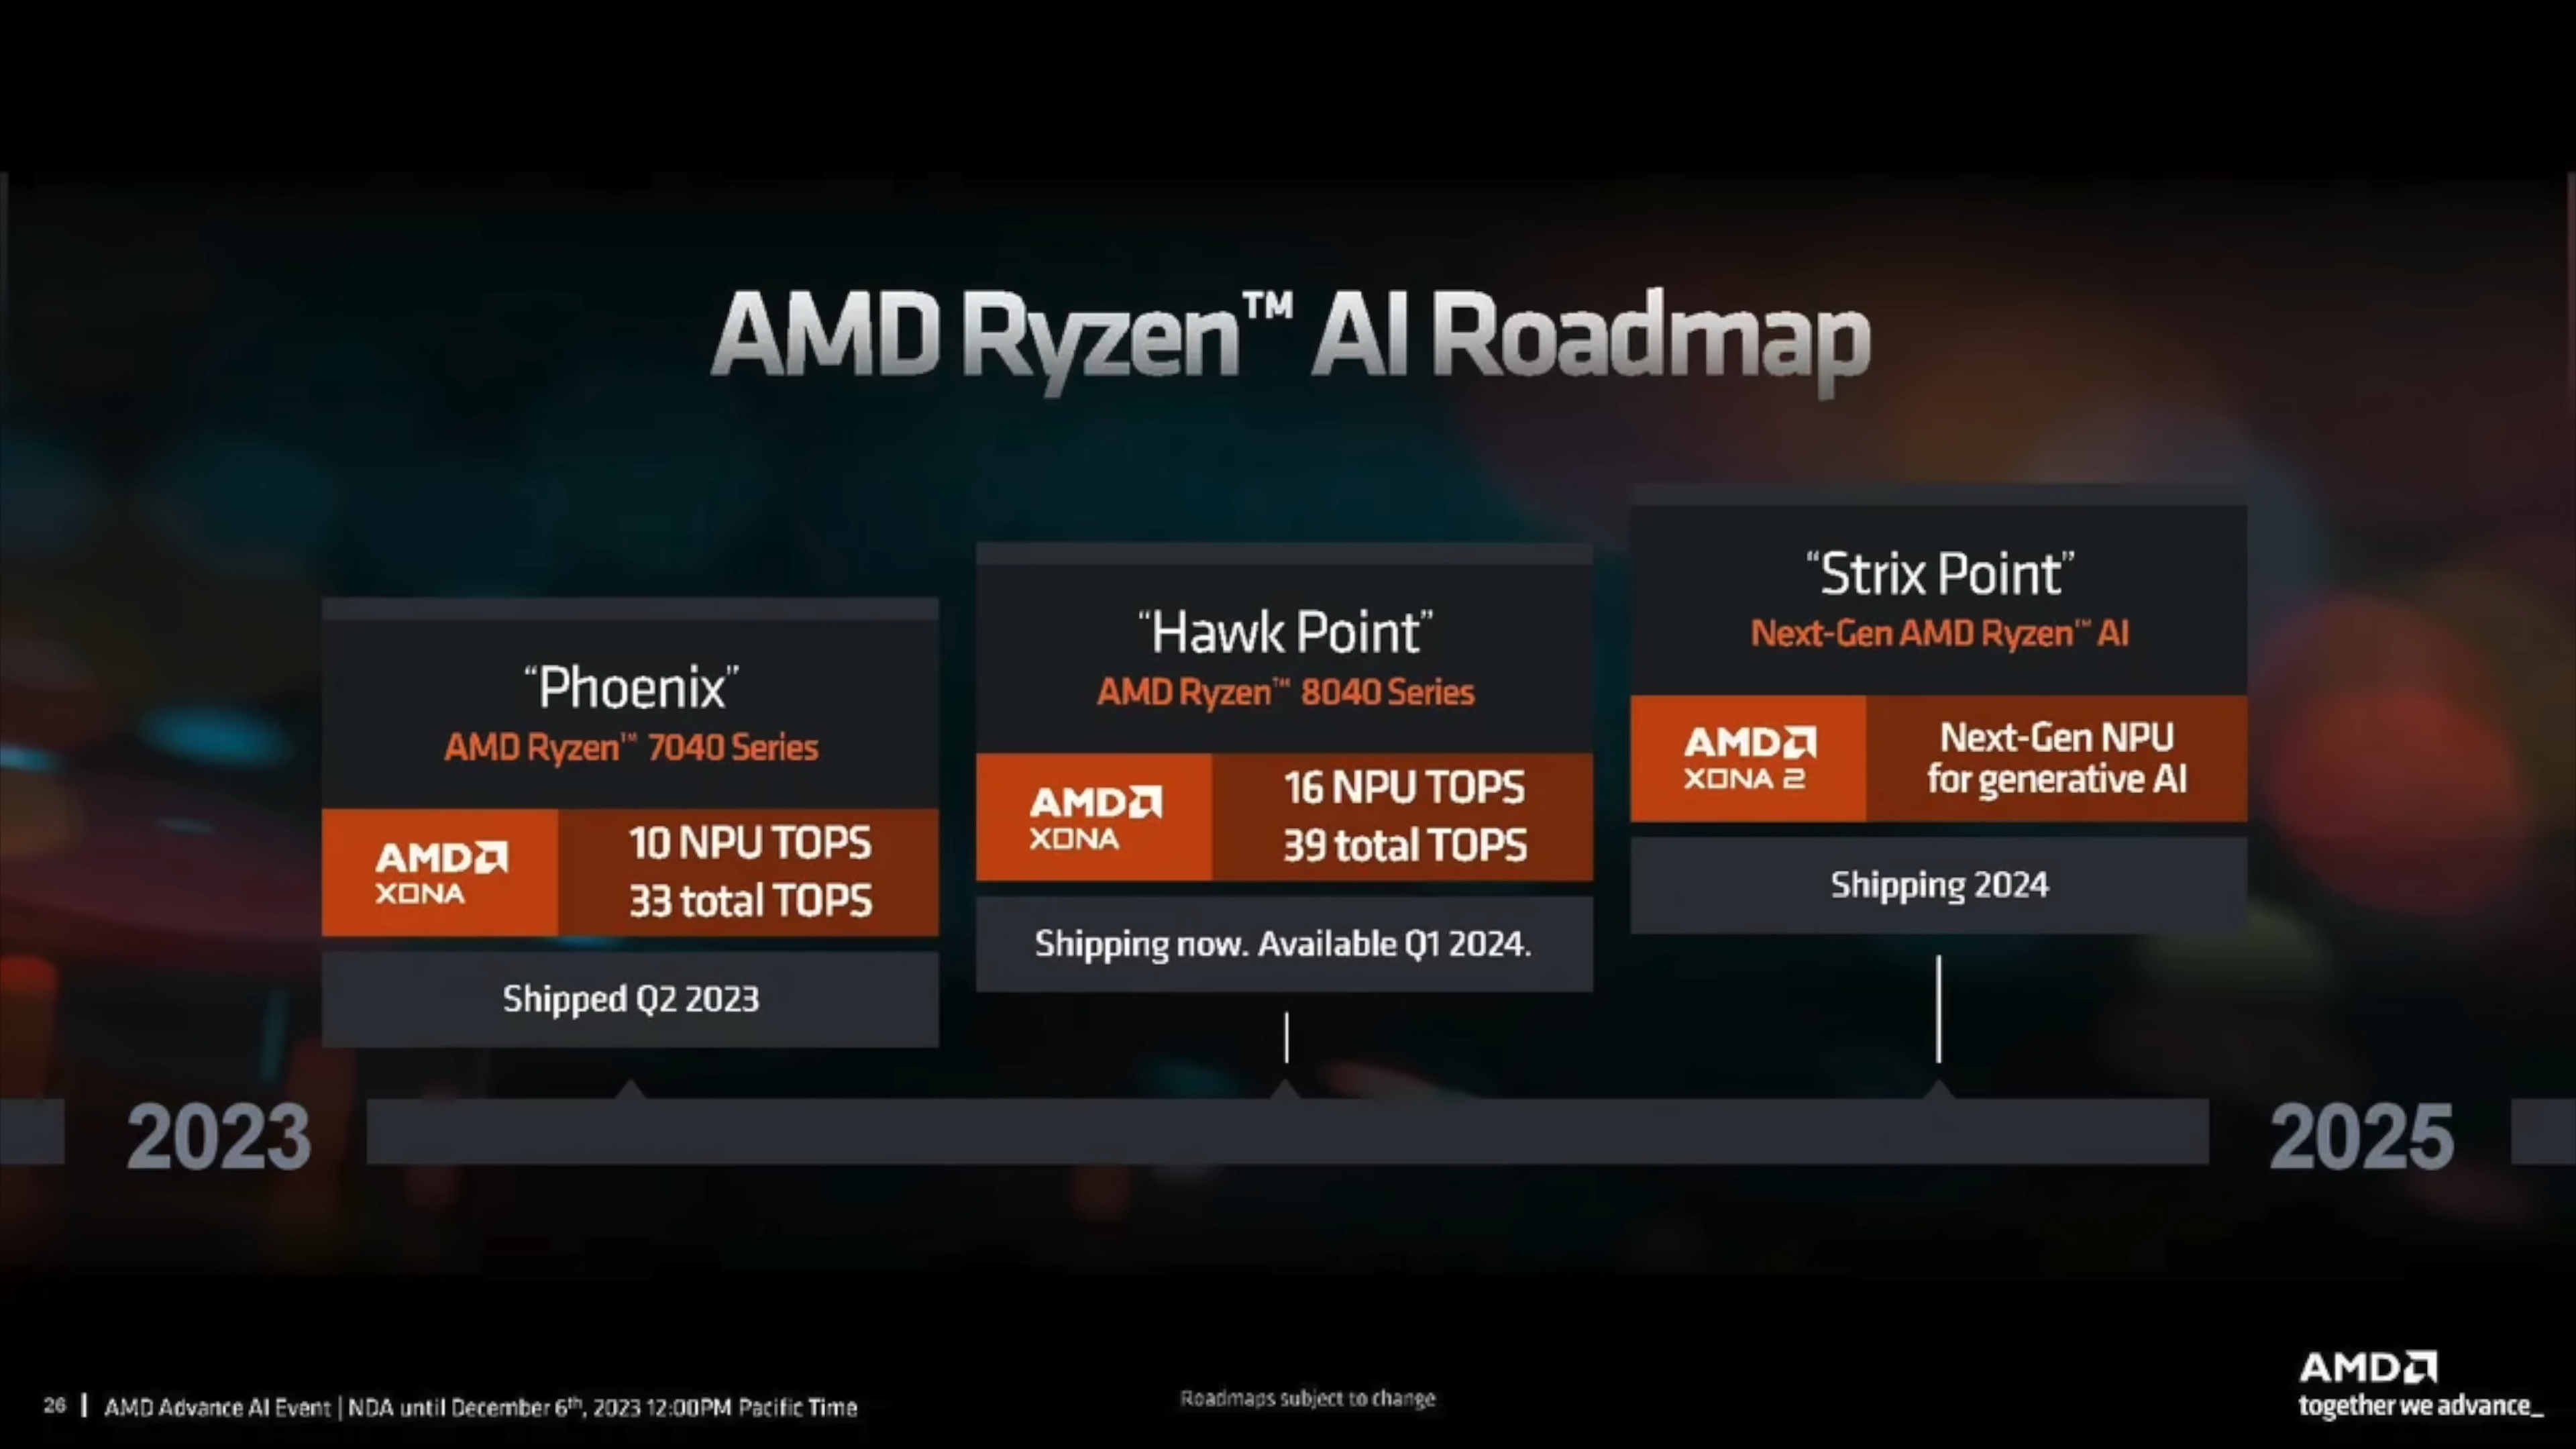 AMD Ryzen™ AI Roadmap
“Phoenix”
AMD Ryzen™ 7040 Series
AMD
XDNA
10 NPU TOPS
33 total TOPS
Shipped Q2 2023
“Hawk Point”
AMD Ryzen™ 8040 Series
AMD
XDNA
16 NPU TOPS
39 total TOPS
Shipping now. Available Q1 2024.
“Strix Point”
Next-Gen AMD Ryzen™ AI
AMD
XDNA 2
Next-Gen NPU
for generative AI
Shipping 2024
2023
2025
26 | AMD Advance AI Event | NDA until December 6th, 2023 12:00PM Pacific Time
Roadmaps subject to change
AMD
together we advance_